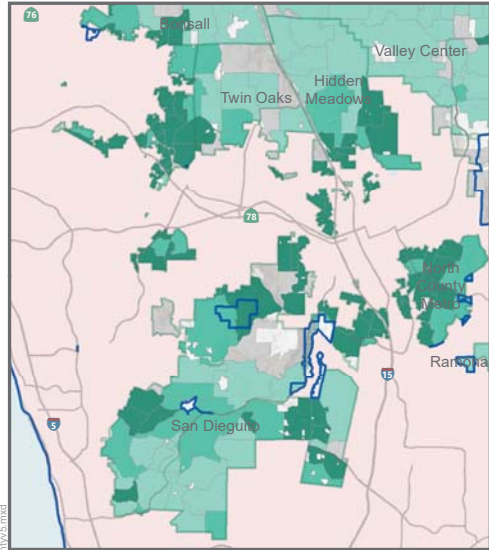 76
Bonsall
Valley Center
Hidden
Meadows
Twin Oaks
78
North
County
Metro
Ramona
15
5
San Dieguito